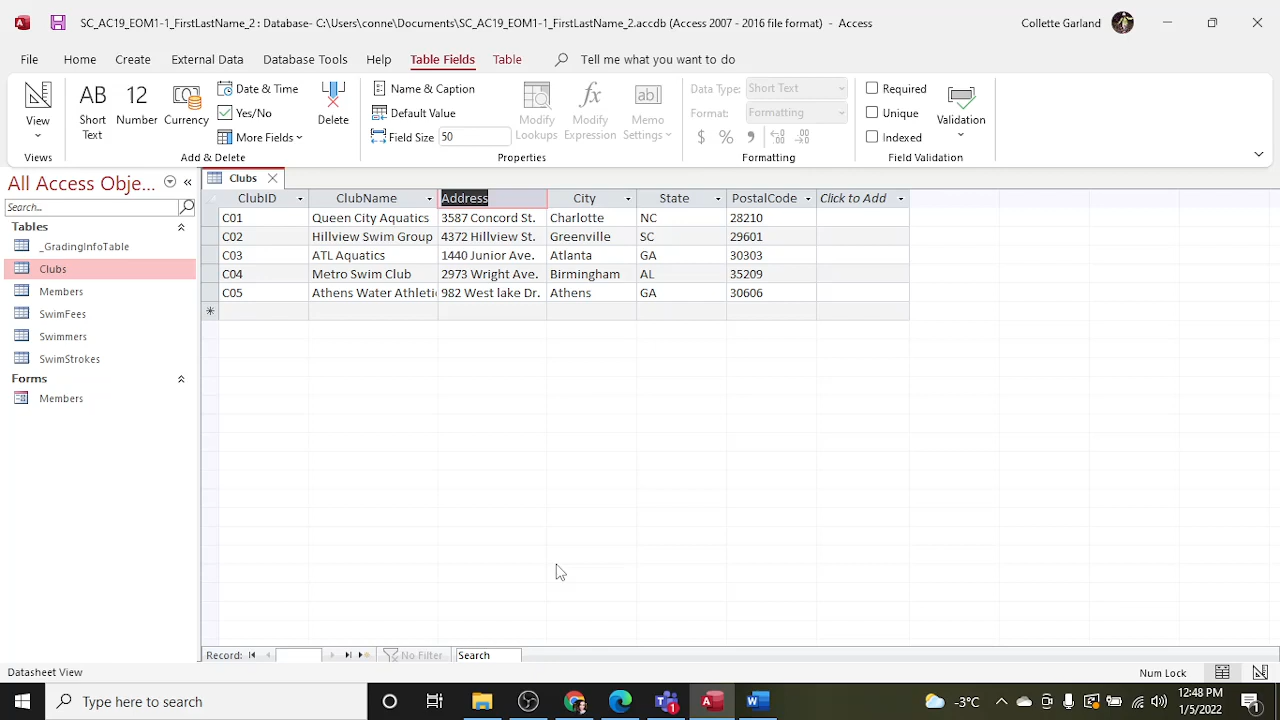 SC_AC19_EOM1-1_FirstLastName_2 : Database- C:\Users\conne\Documents\SC_AC19_EOM1-1_FirstLastName_2.accdb (Access 2007 - 2016 file format) - Access
Collette Garland
File Home Create External Data Database Tools Help Table Fields Table Tell me what you want to do
View
Views
AB Short Text
12 Number
Currency
Date & Time
Yes/No
More Fields
Delete
Add & Delete
Name & Caption
Default Value
Field Size 50
Modify Lookups
fx Modify Expression
ab Memo Settings
Properties
Data Type: Short Text
Format: Formatting
$ % , ←0 .00 .00 →0
Formatting
Required
Unique
Indexed
Validation
Field Validation
All Access Obje...
Search...
Tables
_GradingInfoTable
Clubs
Members
SwimFees
Swimmers
SwimStrokes
Forms
Members
Clubs
ClubID ClubName Address City State PostalCode Click to Add
C01 Queen City Aquatics 3587 Concord St. Charlotte NC 28210
C02 Hillview Swim Group 4372 Hillview St. Greenville SC 29601
C03 ATL Aquatics 1440 Junior Ave. Atlanta GA 30303
C04 Metro Swim Club 2973 Wright Ave. Birmingham AL 35209
C05 Athens Water Athleti 982 West lake Dr. Athens GA 30606
Record: No Filter Search
Datasheet View
Num Lock
Type here to search
-3°C
12:48 PM
1/5/2022